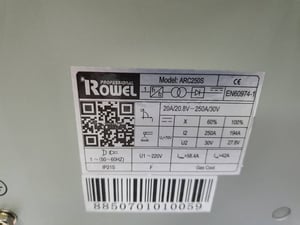 PROFESSIONAL
ROWEL
Model: ARC250S
CE
EN60974-1
20A/20.8V~250A/30V
X 60% 100%
I2 250A 194A
U2 30V 27.8V
1~(50~60HZ) U1~220V
IP21S F Gas Cool
8850701010059